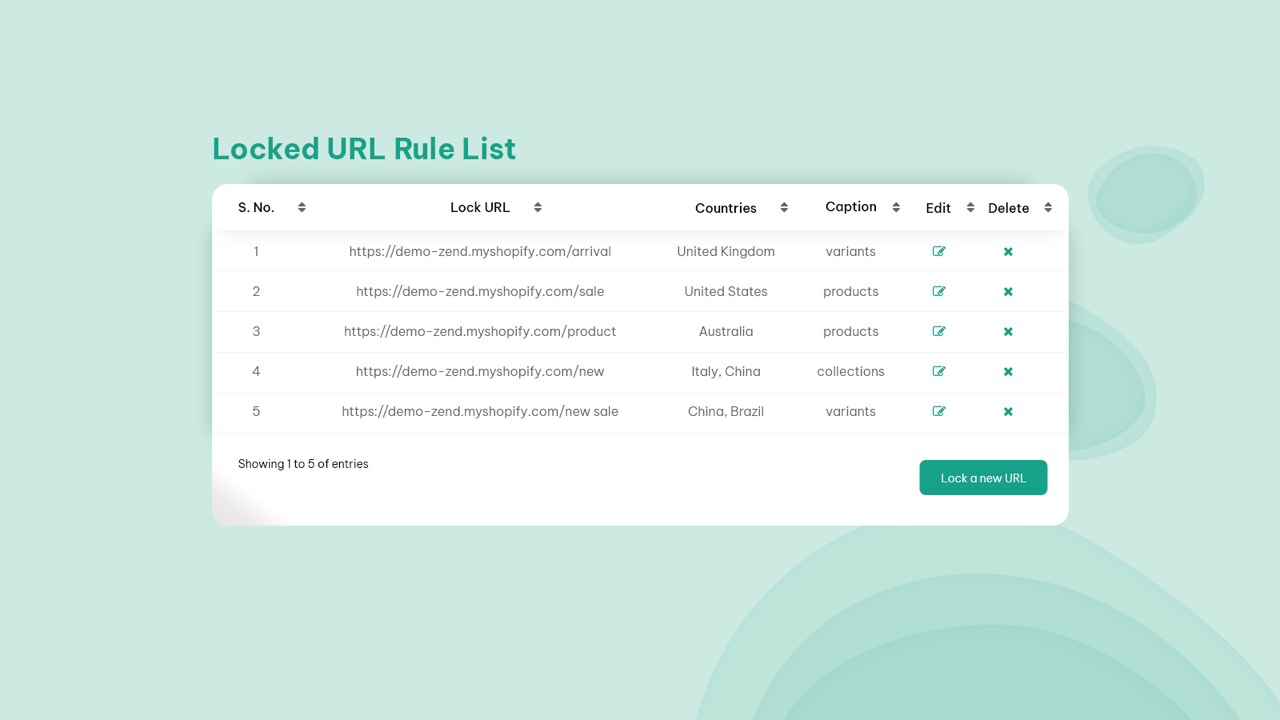 Locked URL Rule List
S. No. Lock URL Countries Caption Edit Delete
1 https://demo-zend.myshopify.com/arrival United Kingdom variants
2 https://demo-zend.myshopify.com/sale United States products
3 https://demo-zend.myshopify.com/product Australia products
4 https://demo-zend.myshopify.com/new Italy, China collections
5 https://demo-zend.myshopify.com/new sale China, Brazil variants
Showing 1 to 5 of entries
Lock a new URL